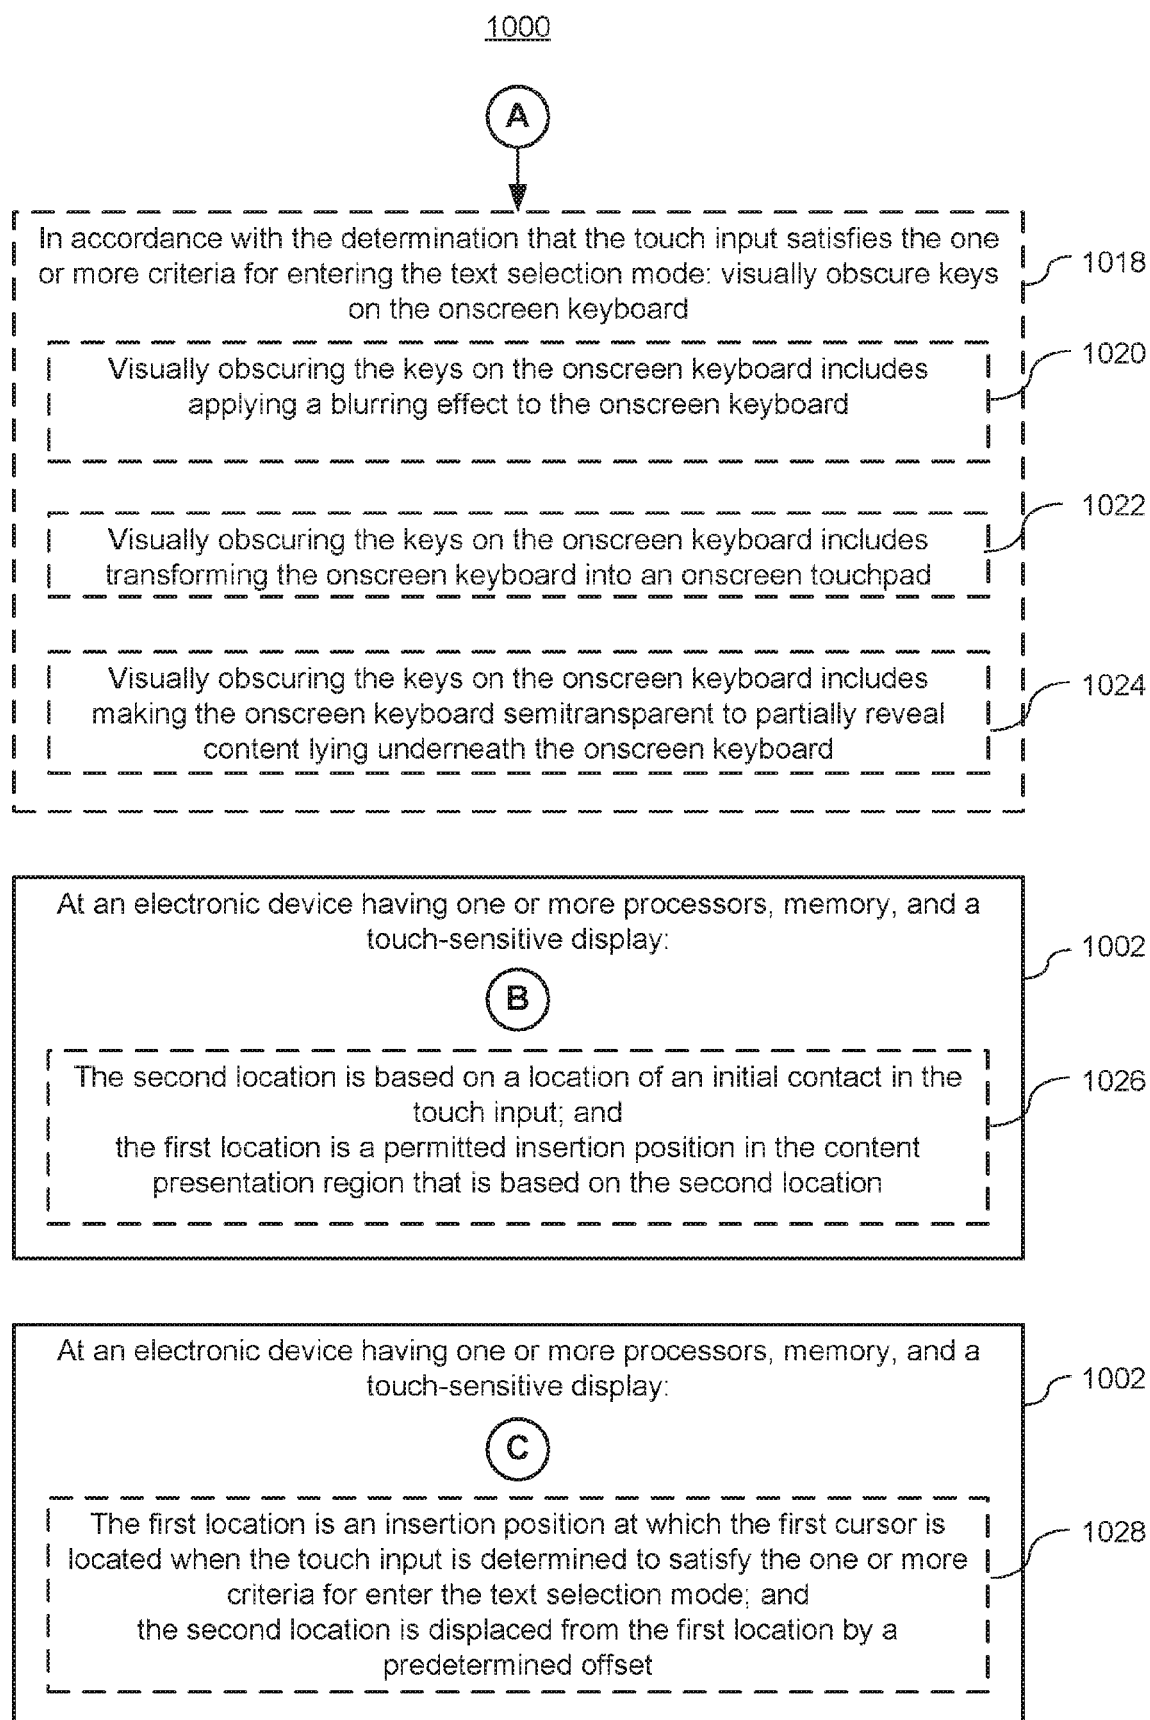 1000
A
In accordance with the determination that the touch input satisfies the one
or more criteria for entering the text selection mode: visually obscure keys
on the onscreen keyboard
1018
Visually obscuring the keys on the onscreen keyboard includes
applying a blurring effect to the onscreen keyboard
1020
Visually obscuring the keys on the onscreen keyboard includes
transforming the onscreen keyboard into an onscreen touchpad
1022
Visually obscuring the keys on the onscreen keyboard includes
making the onscreen keyboard semitransparent to partially reveal
content lying underneath the onscreen keyboard
1024
At an electronic device having one or more processors, memory, and a
touch-sensitive display:
1002
B
The second location is based on a location of an initial contact in the
touch input; and
the first location is a permitted insertion position in the content
presentation region that is based on the second location
1026
At an electronic device having one or more processors, memory, and a
touch-sensitive display:
1002
C
The first location is an insertion position at which the first cursor is
located when the touch input is determined to satisfy the one or more
criteria for enter the text selection mode; and
the second location is displaced from the first location by a
predetermined offset
1028